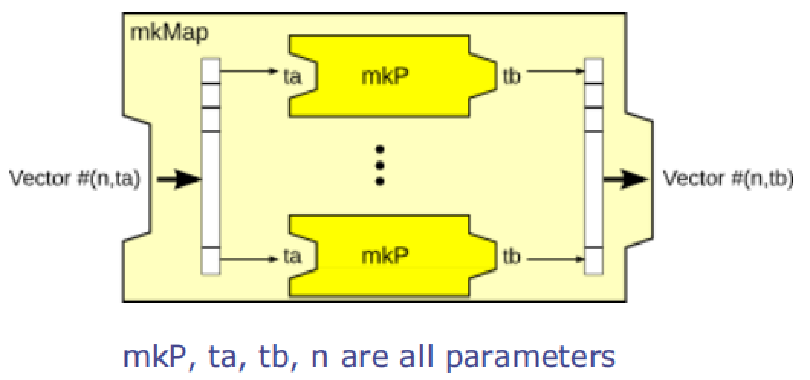 mkMap
ta mkP tb
Vector #(n,ta) Vector #(n,tb)
ta mkP tb
mkP, ta, tb, n are all parameters